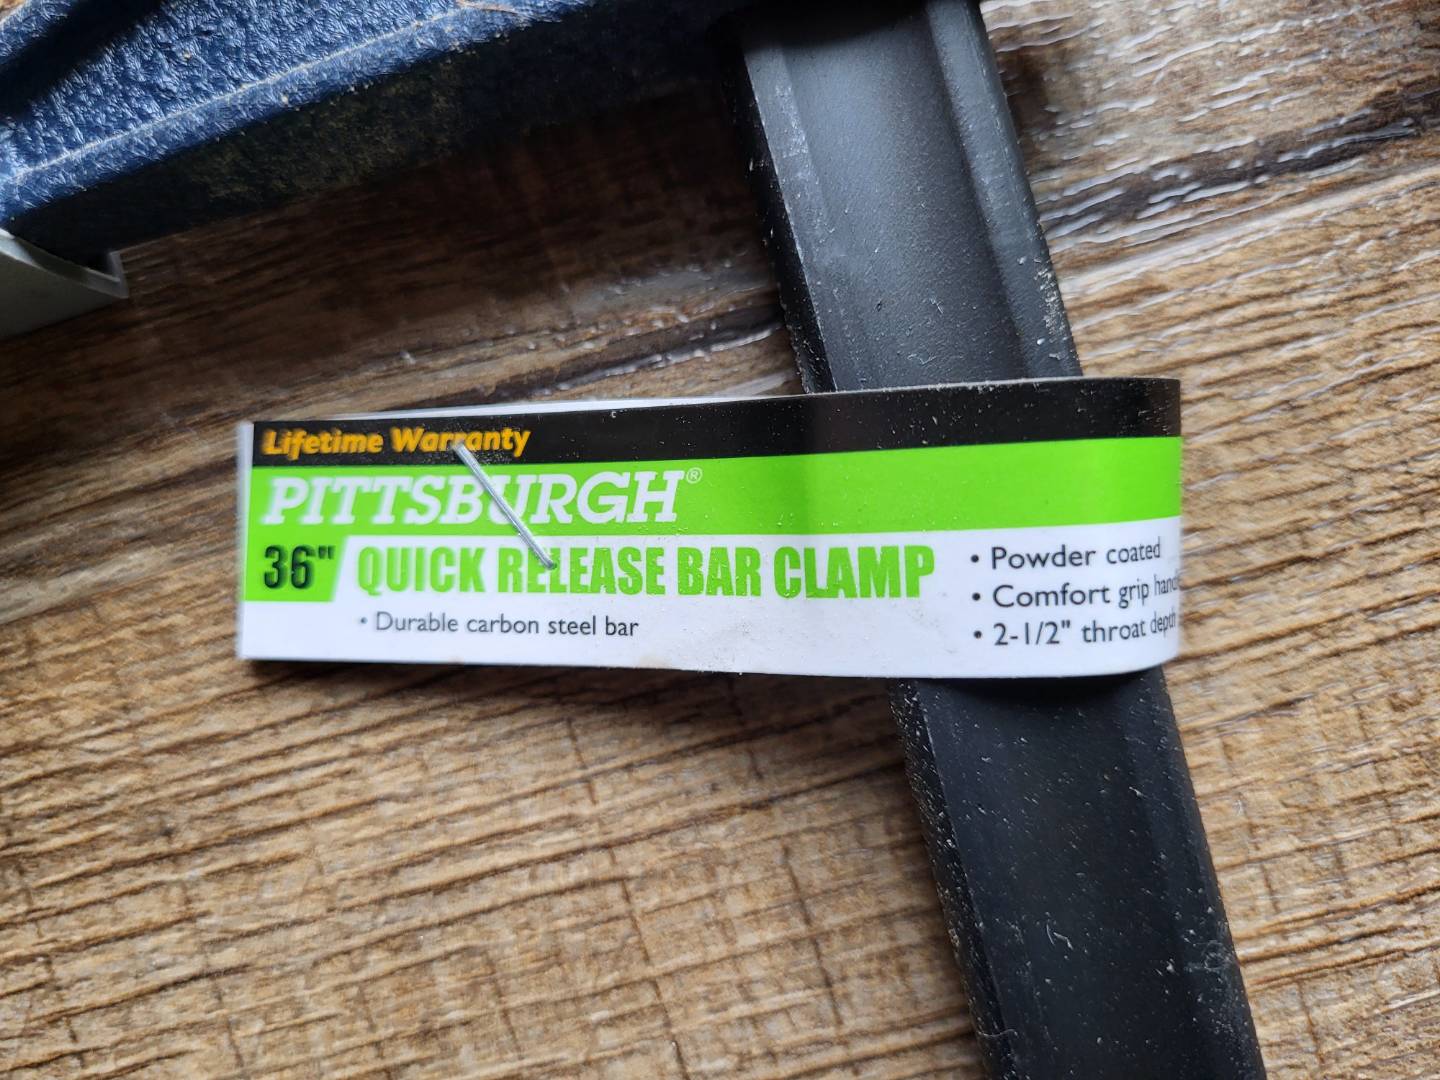 Lifetime Warranty
PITTSBURGH®
36" QUICK RELEASE BAR CLAMP
• Durable carbon steel bar
• Powder coated
• Comfort grip
• 2-1/2" throat depth